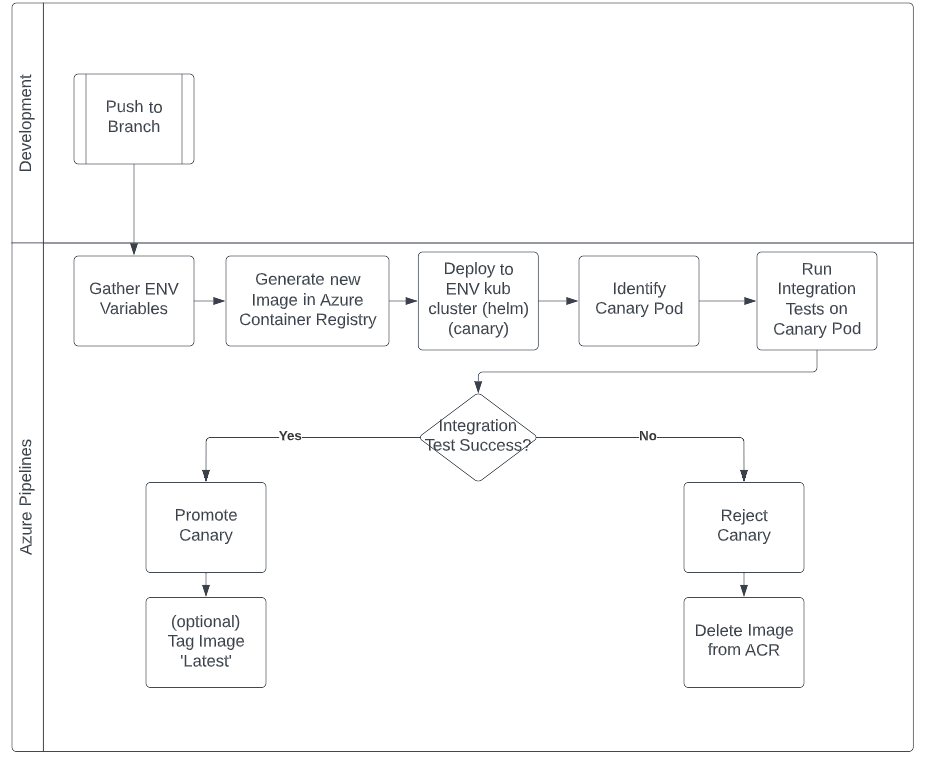 Development
Push to
Branch
Azure Pipelines
Gather ENV
Variables
Generate new
Image in Azure
Container Registry
Deploy to
ENV kub
cluster (helm)
(canary)
Identify
Canary Pod
Run
Integration
Tests on
Canary Pod
Integration
Test Success?
Yes
No
Promote
Canary
Reject
Canary
(optional)
Tag Image
'Latest'
Delete Image
from ACR